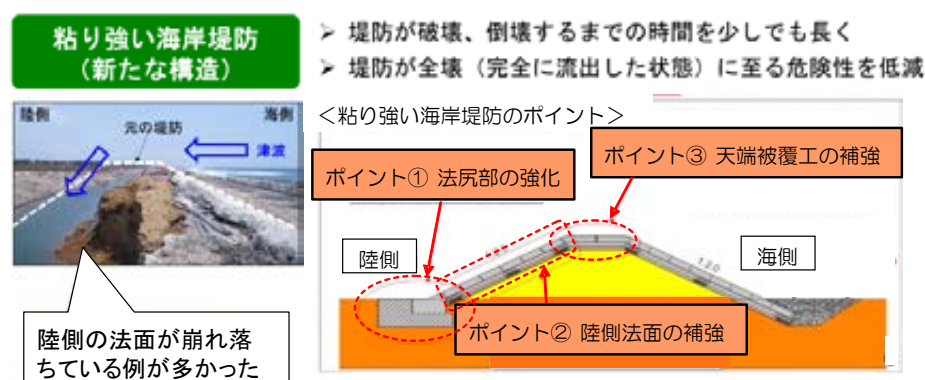 粘り強い海岸堤防
（新たな構造）
➢ 堤防が破壊、倒壊するまでの時間を少しでも長く
➢ 堤防が全壊（完全に流出した状態）に至る危険性を低減
陸側
海側
元の堤防
津波
＜粘り強い海岸堤防のポイント＞
ポイント③ 天端被覆工の補強
ポイント① 法尻部の強化
陸側
海側
ポイント② 陸側法面の補強
陸側の法面が崩れ落
ちている例が多かった